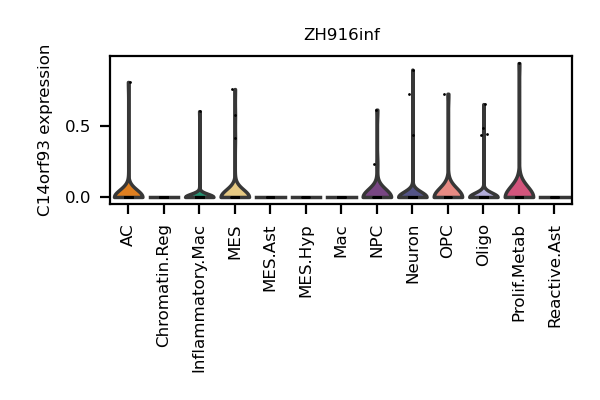 ZH916inf
C14orf93 expression
0.5
0.0
AC
Chromatin.Reg
Inflammatory.Mac
MES
MES.Ast
MES.Hyp
Mac
NPC
Neuron
OPC
Oligo
Prolif.Metab
Reactive.Ast